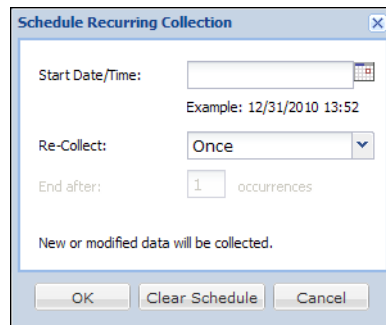 Schedule Recurring Collection
Start Date/Time:
Example: 12/31/2010 13:52
Re-Collect: Once
End after: 1 occurrences
New or modified data will be collected.
OK Clear Schedule Cancel